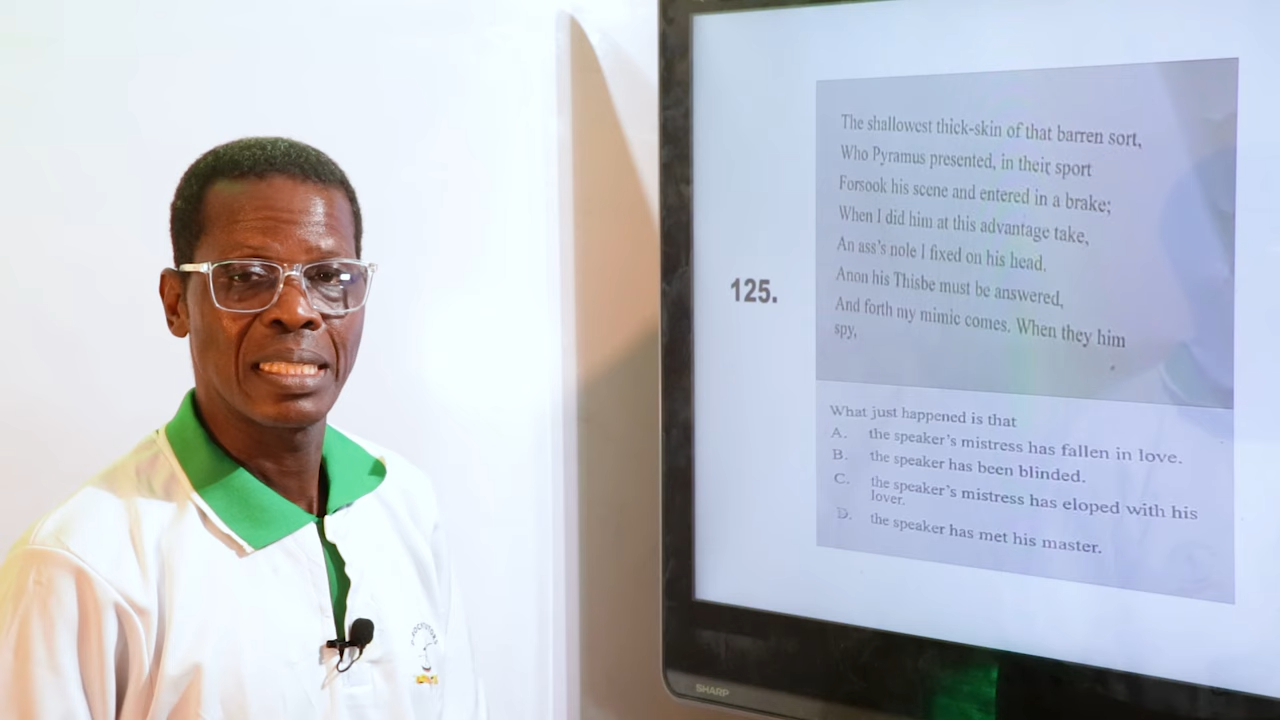 The shallowest thick-skin of that barren sort,
Who Pyramus presented, in their sport
Forsook his scene and entered in a brake;
When I did him at this advantage take,
An ass's nole I fixed on his head.
Anon his Thisbe must be answered,
And forth my mimic comes. When they him
spy,
125.
What just happened is that
A. the speaker's mistress has fallen in love.
B. the speaker has been blinded.
C. the speaker's mistress has eloped with his
lover.
D. the speaker has met his master.
SHARP